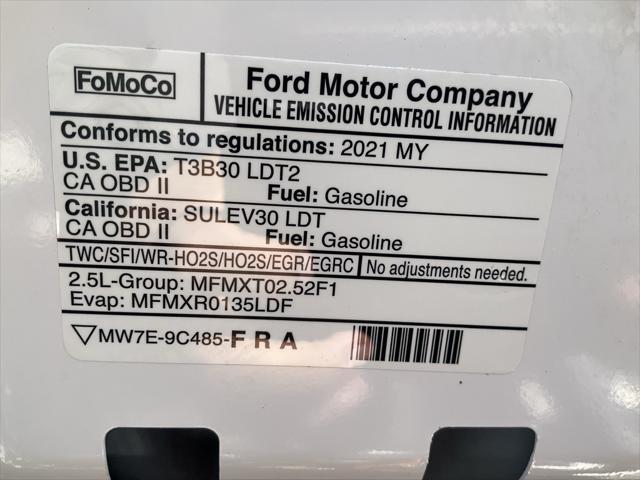 FoMoCo
Ford Motor Company
VEHICLE EMISSION CONTROL INFORMATION
Conforms to regulations: 2021 MY
U.S. EPA: T3B30 LDT2
CA OBD II Fuel: Gasoline
California: SULEV30 LDT
CA OBD II Fuel: Gasoline
TWC/SFI/WR-HO2S/HO2S/EGR/EGRC No adjustments needed.
2.5L-Group: MFMXT02.52F1
Evap: MFMXR0135LDF
MW7E-9C485-FRA